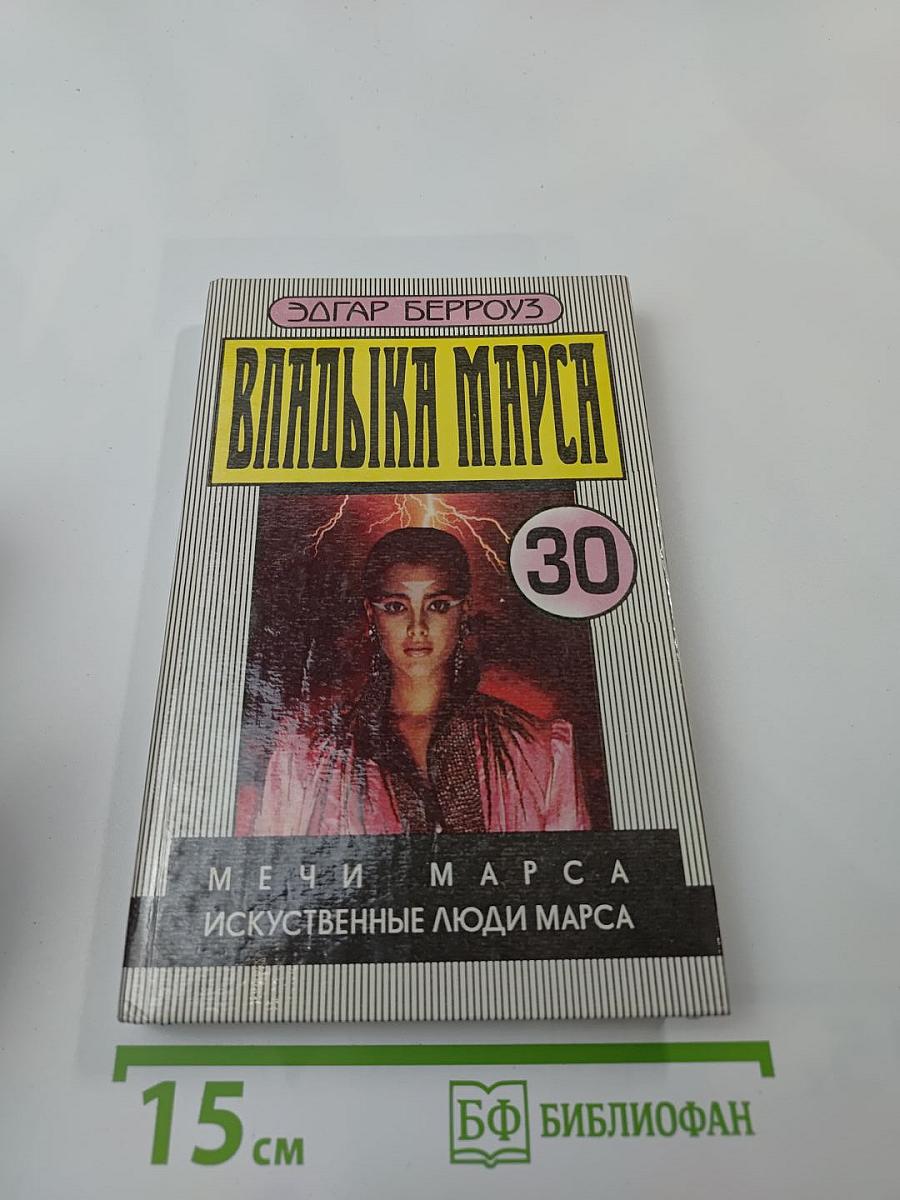 ЭДГАР БЕРРОУЗ
ВЛАДЫКА МАРСА
30
МЕЧИ МАРСА
ИСКУСТВЕННЫЕ ЛЮДИ МАРСА
15 см
БФ БИБЛИОФАН